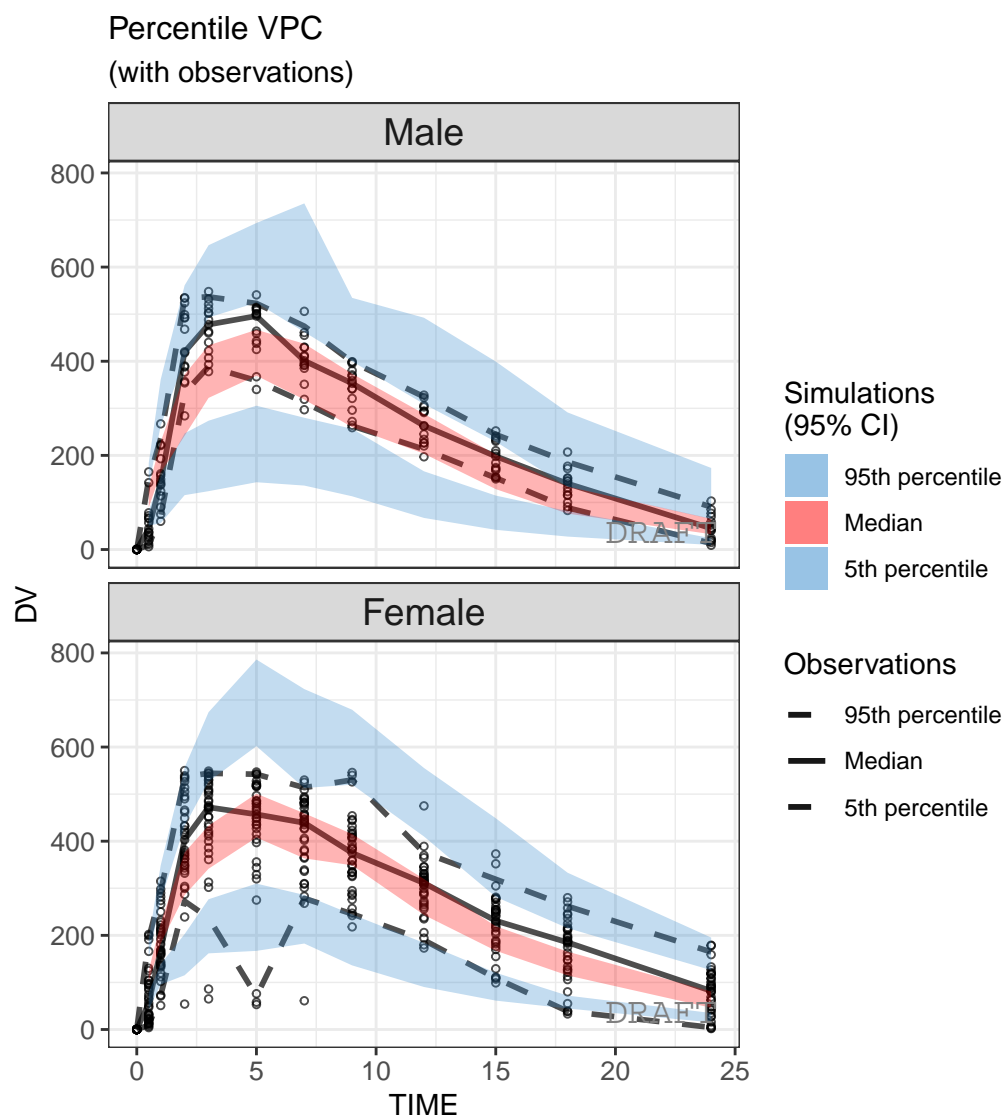 Percentile VPC
(with observations)
Male
800
600
400
200
0
DRAFT
Female
800
600
400
200
0
DRAFT
0 5 10 15 20 25
TIME
DV
Simulations
(95% CI)
95th percentile
Median
5th percentile
Observations
95th percentile
Median
5th percentile